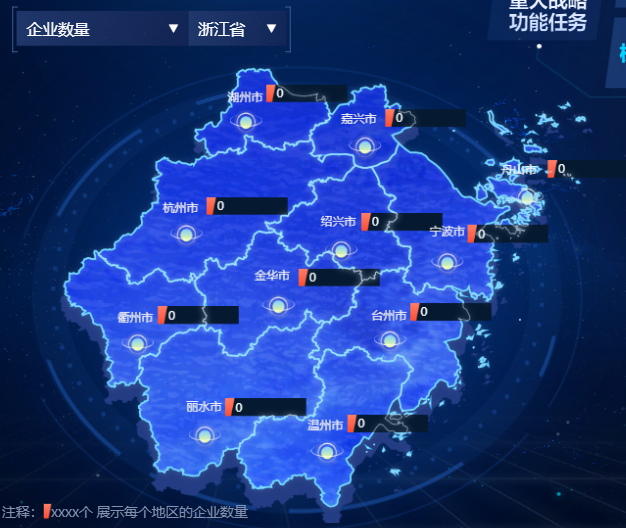 重大战略
功能任务
企业数量 ▼ 浙江省 ▼
湖州市 0
嘉兴市 0
舟山市 0
杭州市 0
绍兴市 0
宁波市 0
金华市 0
衢州市 0
台州市 0
丽水市 0
温州市 0
注释: xxxx个 展示每个地区的企业数量